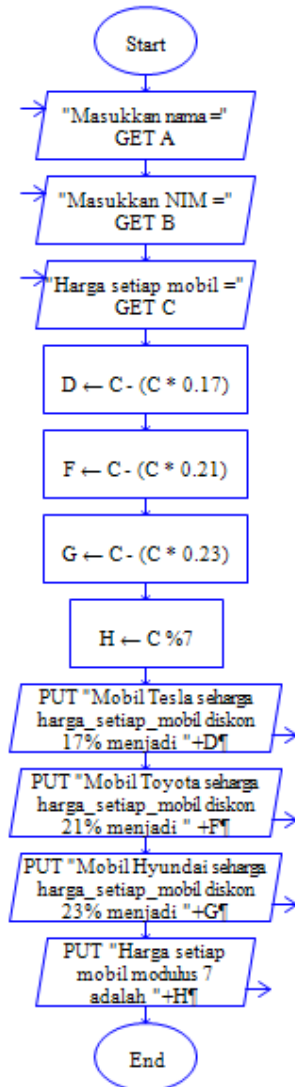 Start
"Masukkan nama ="
GET A
"Masukkan NIM ="
GET B
"Harga setiap mobil ="
GET C
D ← C - (C * 0.17)
F ← C - (C * 0.21)
G ← C - (C * 0.23)
H ← C %7
PUT "Mobil Tesla seharga
harga_setiap_mobil diskon
17% menjadi "+D¶
PUT "Mobil Toyota seharga
harga_setiap_mobil diskon
21% menjadi " +F¶
PUT "Mobil Hyundai seharga
harga_setiap_mobil diskon
23% menjadi "+G¶
PUT "Harga setiap
mobil modulus 7
adalah "+H¶
End